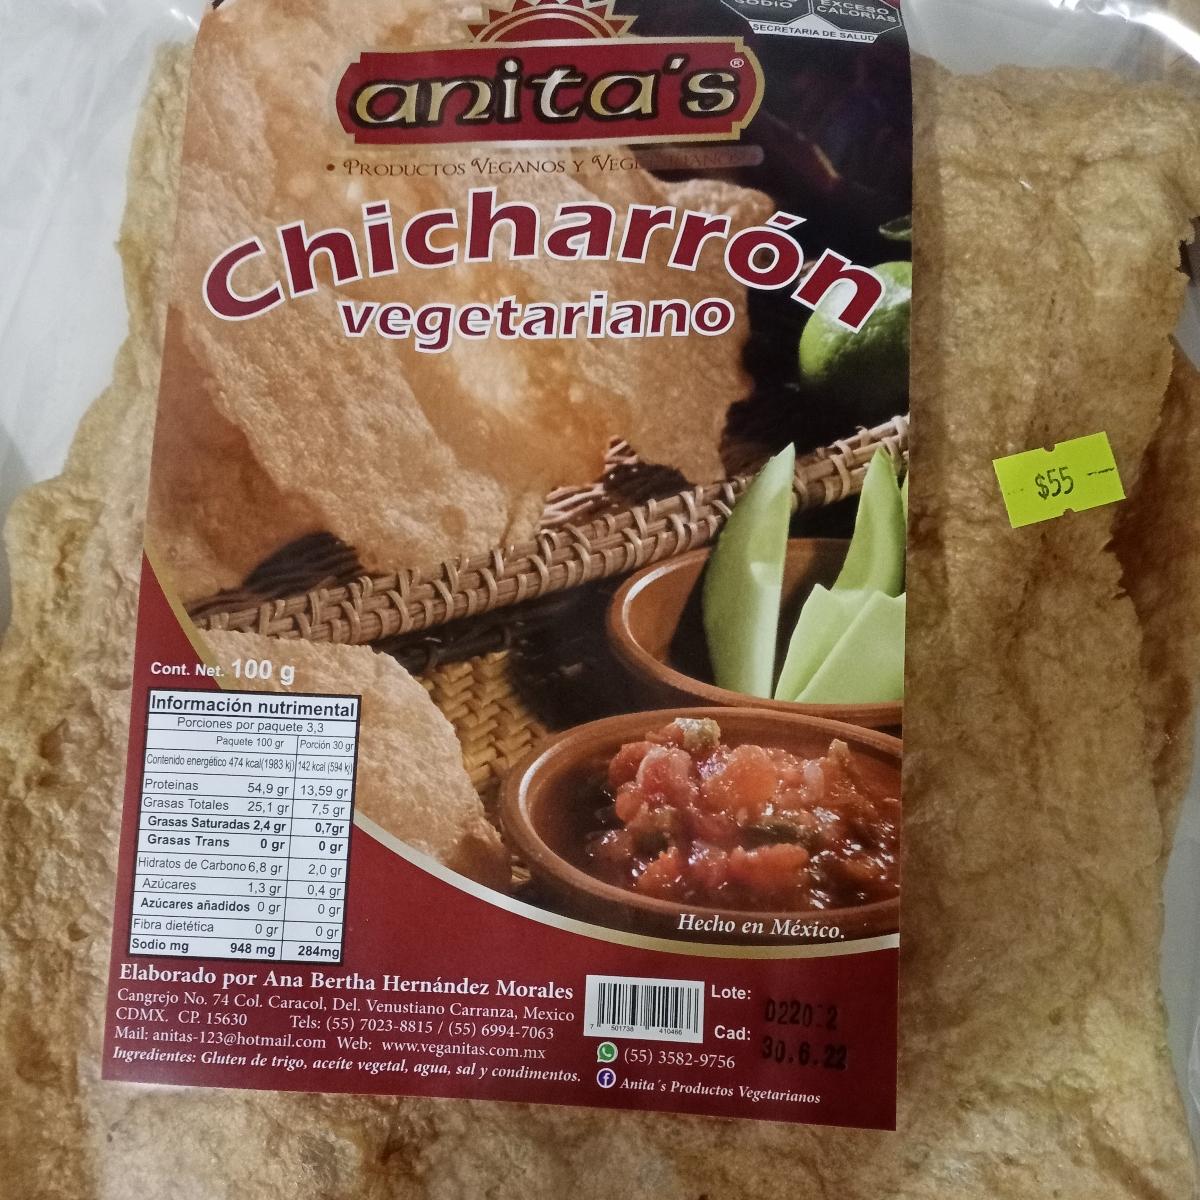 SODIO
EXCESO
CALORÍAS
SECRETARÍA DE SALUD
anita´s®
• PRODUCTOS VEGANOS Y VEGETARIANOS
Chicharrón
vegetariano
$55
Cont. Net. 100 g
Información nutrimental
Porciones por paquete 3,3
Paquete 100 gr Porción 30 gr
Contenido energético 474 kcal(1983 kj) 142 kcal (594 kj)
Proteinas 54,9 gr 13,59 gr
Grasas Totales 25,1 gr 7,5 gr
Grasas Saturadas 2,4 gr 0,7gr
Grasas Trans 0 gr 0 gr
Hidratos de Carbono 6,8 gr 2,0 gr
Azúcares 1,3 gr 0,4 gr
Azúcares añadidos 0 gr 0 gr
Fibra dietética 0 gr 0 gr
Sodio mg 948 mg 284mg
Hecho en México.
Elaborado por Ana Bertha Hernández Morales
Cangrejo No. 74 Col. Caracol, Del. Venustiano Carranza, Mexico
CDMX. CP. 15630 Tels: (55) 7023-8815 / (55) 6994-7063
Mail: anitas-123@hotmail.com Web: www.veganitas.com.mx
Ingredientes: Gluten de trigo, aceite vegetal, agua, sal y condimentos.
7 501738 410466
Lote:
Cad: 30.6.22
(55) 3582-9756
Anita´s Productos Vegetarianos